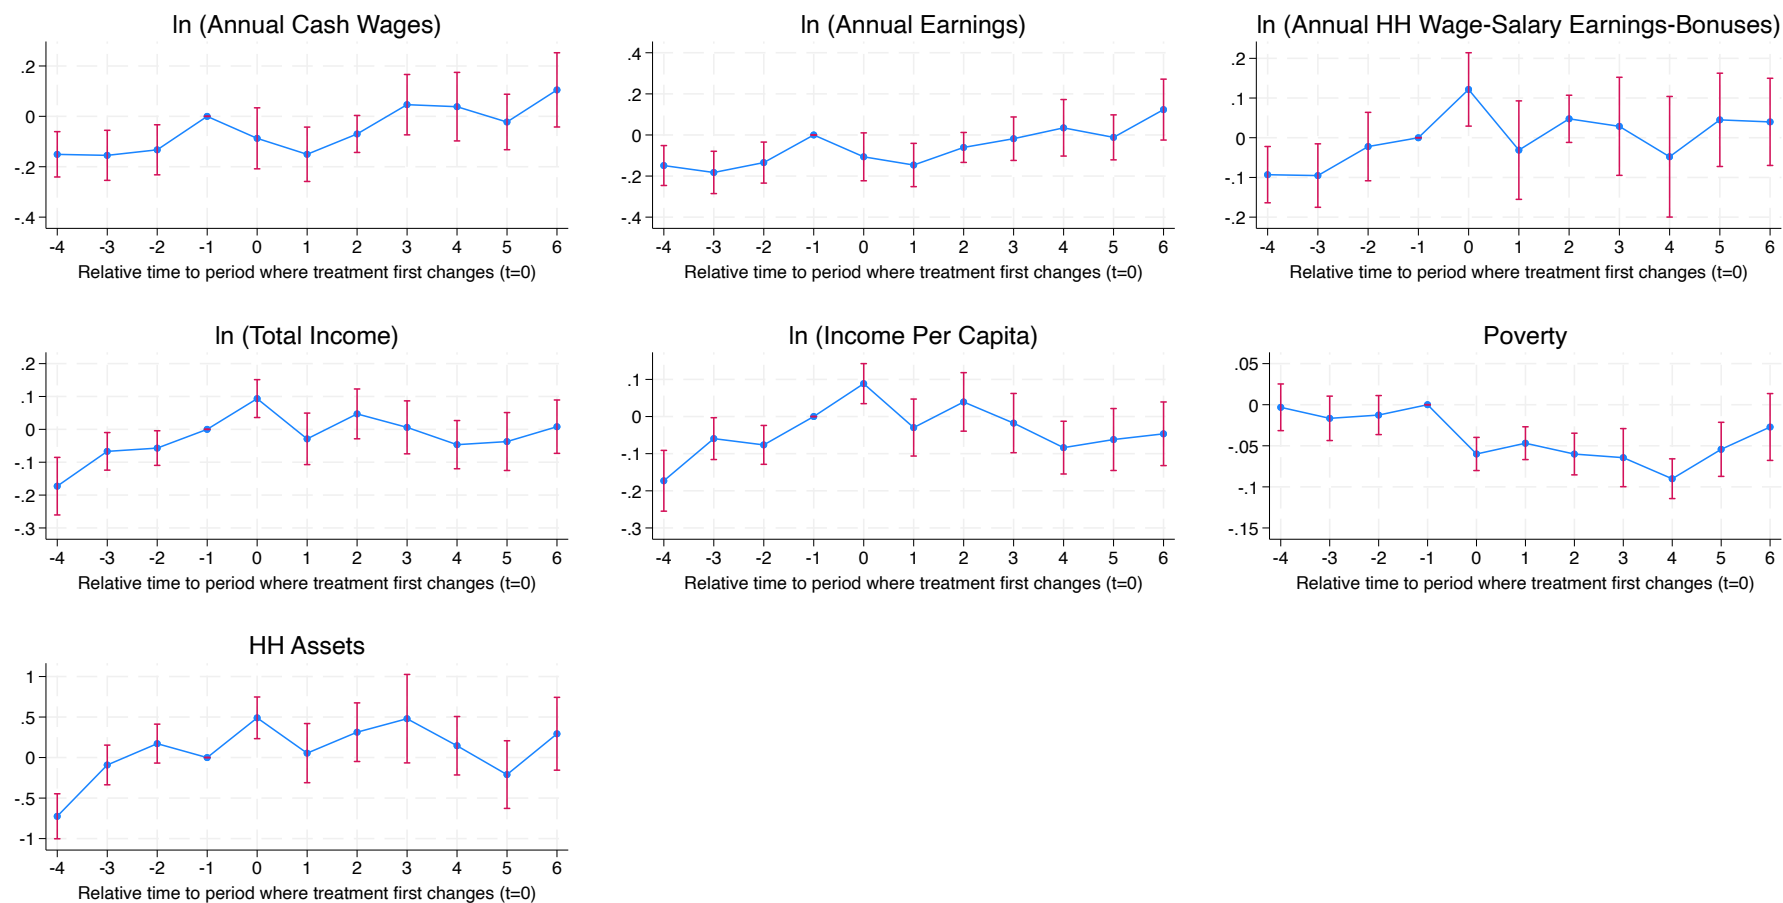 ln (Annual Cash Wages)
.2
0
-.2
-.4
-4 -3 -2 -1 0 1 2 3 4 5 6
Relative time to period where treatment first changes (t=0)
ln (Annual Earnings)
.4
.2
0
-.2
-.4
-4 -3 -2 -1 0 1 2 3 4 5 6
Relative time to period where treatment first changes (t=0)
ln (Annual HH Wage-Salary Earnings-Bonuses)
.2
.1
0
-.1
-.2
-4 -3 -2 -1 0 1 2 3 4 5 6
Relative time to period where treatment first changes (t=0)
ln (Total Income)
.2
.1
0
-.1
-.2
-.3
-4 -3 -2 -1 0 1 2 3 4 5 6
Relative time to period where treatment first changes (t=0)
ln (Income Per Capita)
.1
0
-.1
-.2
-.3
-4 -3 -2 -1 0 1 2 3 4 5 6
Relative time to period where treatment first changes (t=0)
Poverty
.05
0
-.05
-.1
-.15
-4 -3 -2 -1 0 1 2 3 4 5 6
Relative time to period where treatment first changes (t=0)
HH Assets
1
.5
0
-.5
-1
-4 -3 -2 -1 0 1 2 3 4 5 6
Relative time to period where treatment first changes (t=0)